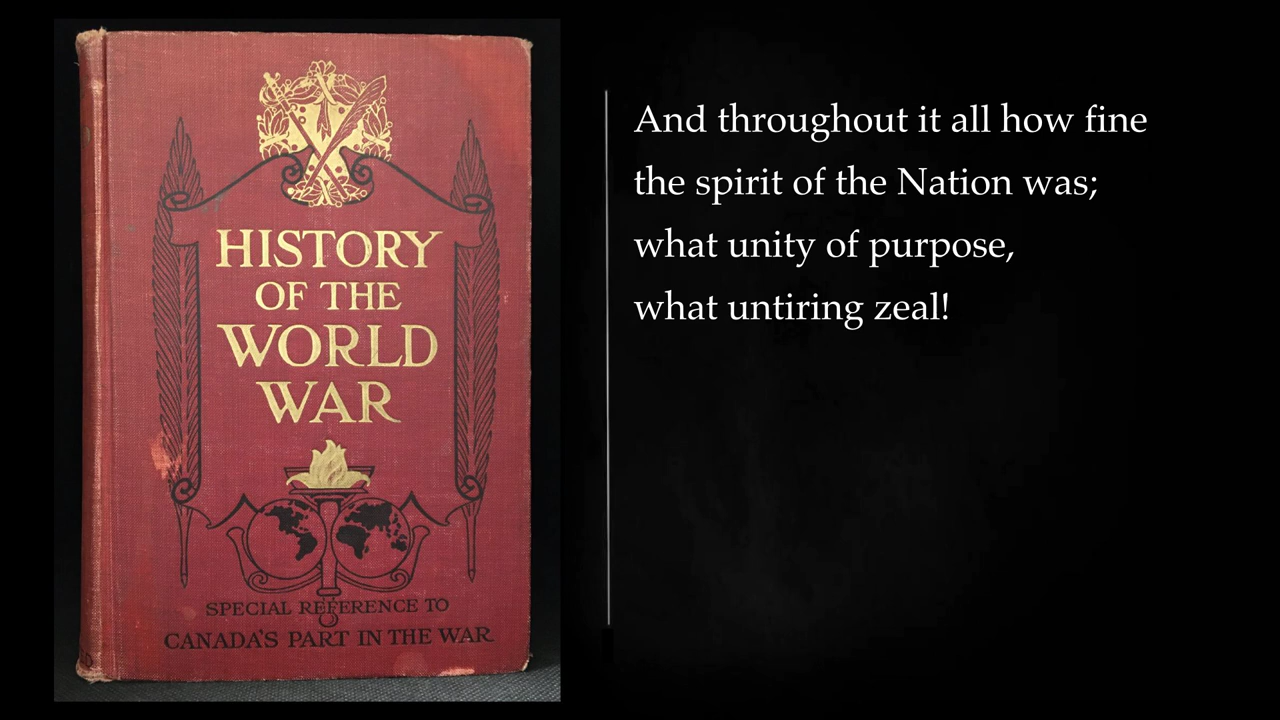 HISTORY
OF THE
WORLD
WAR
SPECIAL REFERENCE TO
CANADA'S PART IN THE WAR
And throughout it all how fine
the spirit of the Nation was;
what unity of purpose,
what untiring zeal!